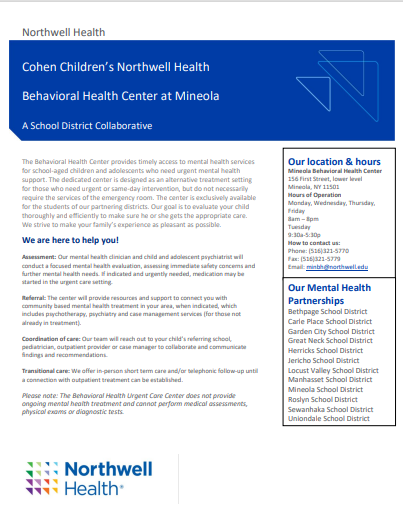 Northwell Health
Cohen Children's Northwell Health
Behavioral Health Center at Mineola
A School District Collaborative
The Behavioral Health Center provides timely access to mental health services
for school-aged children and adolescents who need urgent mental health
support. The dedicated center is designed as an alternative treatment setting
for those who need urgent or same-day intervention, but do not necessarily
require the services of the emergency room. The center is exclusively available
for the students of our partnering districts. Our goal is to evaluate your child
thoroughly and efficiently to make sure he or she gets the appropriate care.
We strive to make your family's experience as pleasant as possible.
We are here to help you!
Assessment: Our mental health clinician and child and adolescent psychiatrist will
conduct a focused mental health evaluation, assessing immediate safety concerns and
further mental health needs. If indicated and urgently needed, medication may be
started in the urgent care setting.
Referral: The center will provide resources and support to connect you with
community based mental health treatment in your area, when indicated, which
includes psychotherapy, psychiatry and case management services (for those not
already in treatment).
Coordination of care: Our team will reach out to your child's referring school,
pediatrician, outpatient provider or case manager to collaborate and communicate
findings and recommendations.
Transitional care: We offer in-person short term care and/or telephonic follow-up until
a connection with outpatient treatment can be established.
Please note: The Behavioral Health Urgent Care Center does not provide
ongoing mental health treatment and cannot perform medical assessments,
physical exams or diagnostic tests.
Our location & hours
Mineola Behavioral Health Center
156 First Street, lower level
Mineola, NY 11501
Hours of Operation
Monday, Wednesday, Thursday,
Friday
8am – 8pm
Tuesday
9:30a-5:30p
How to contact us:
Phone: (516)321-5770
Fax: (516)321-5779
Email: minbh@northwell.edu
Our Mental Health
Partnerships
Bethpage School District
Carle Place School District
Garden City School District
Great Neck School District
Herricks School District
Jericho School District
Locust Valley School District
Manhasset School District
Mineola School District
Roslyn School District
Sewanhaka School District
Uniondale School District
Northwell
Health®